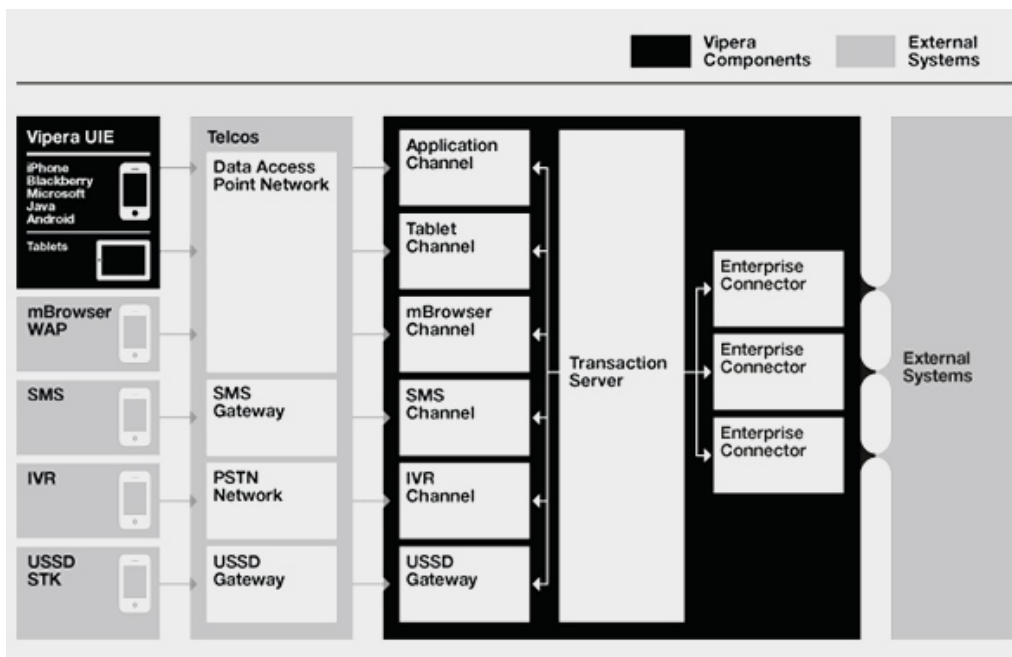 Vipera
Components
External
Systems
Vipera UIE
iPhone
Blackberry
Microsoft
Java
Android
Tablets
mBrowser
WAP
SMS
IVR
USSD
STK
Telcos
Data Access
Point Network
SMS
Gateway
PSTN
Network
USSD
Gateway
Application
Channel
Tablet
Channel
mBrowser
Channel
SMS
Channel
IVR
Channel
USSD
Gateway
Transaction
Server
Enterprise
Connector
Enterprise
Connector
Enterprise
Connector
External
Systems